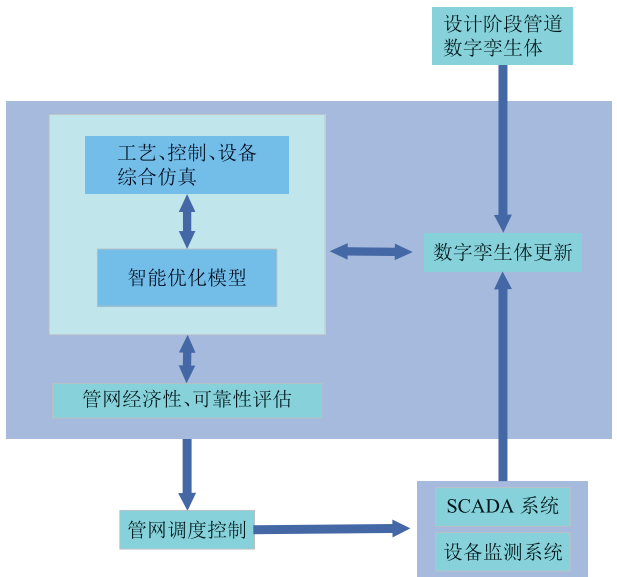 设计阶段管道
数字孪生体
工艺、控制、设备
综合仿真
数字孪生体更新
智能优化模型
管网经济性、可靠性评估
SCADA 系统
管网调度控制
设备监测系统